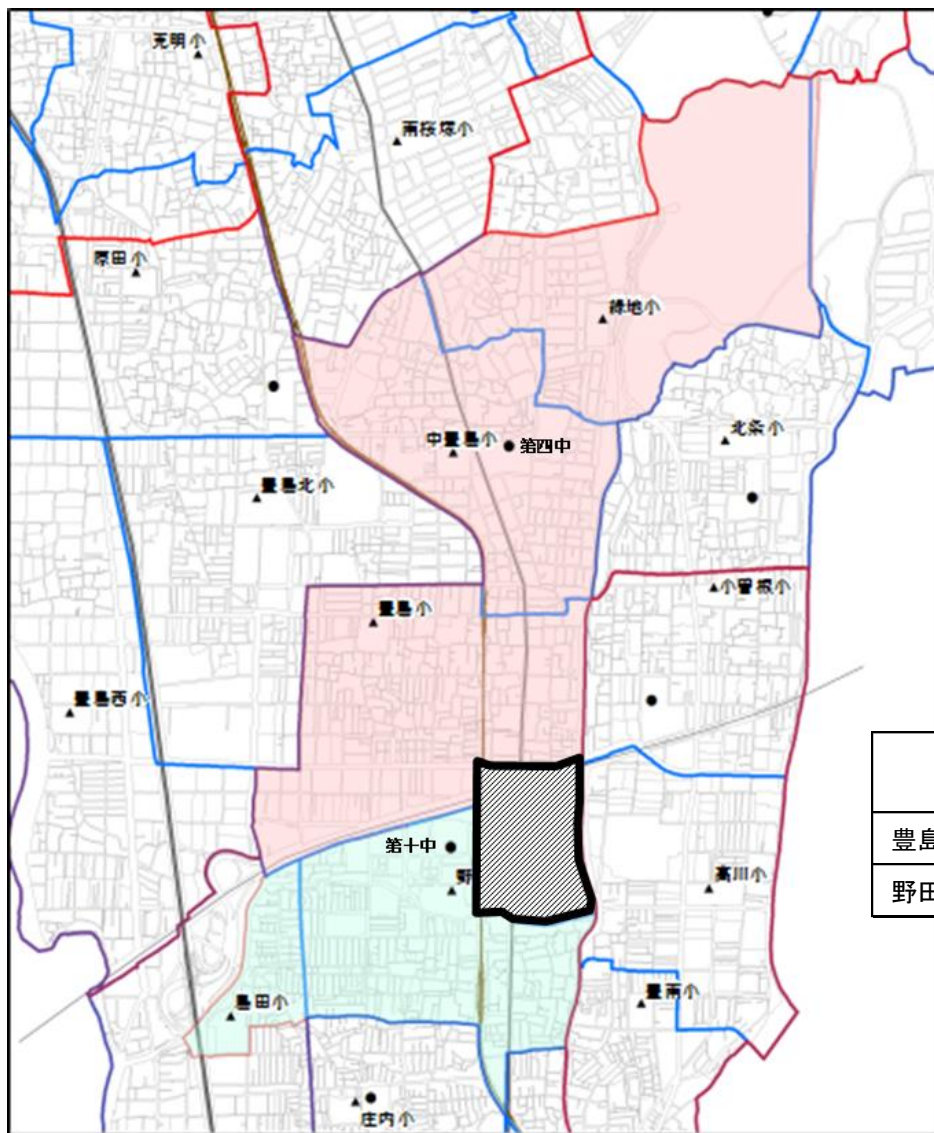 克明小
南桜塚小
原田小
緑地小
中豊島小
第四中
北条小
豊島北小
豊島小
小曽根小
豊島西小
第十中
野
高川小
豊島
野田
島田小
豊南小
庄内小